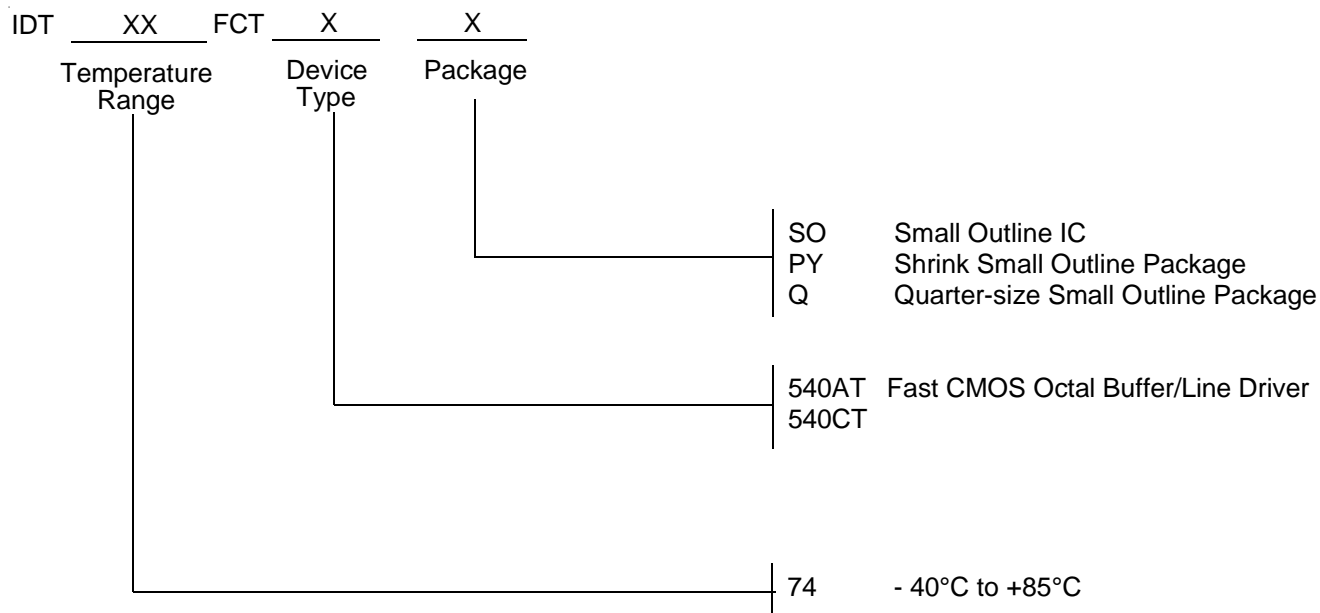 IDT XX FCT X X
Temperature Range
Device Type
Package
SO Small Outline IC
PY Shrink Small Outline Package
Q Quarter-size Small Outline Package
540AT Fast CMOS Octal Buffer/Line Driver
540CT
74 - 40°C to +85°C